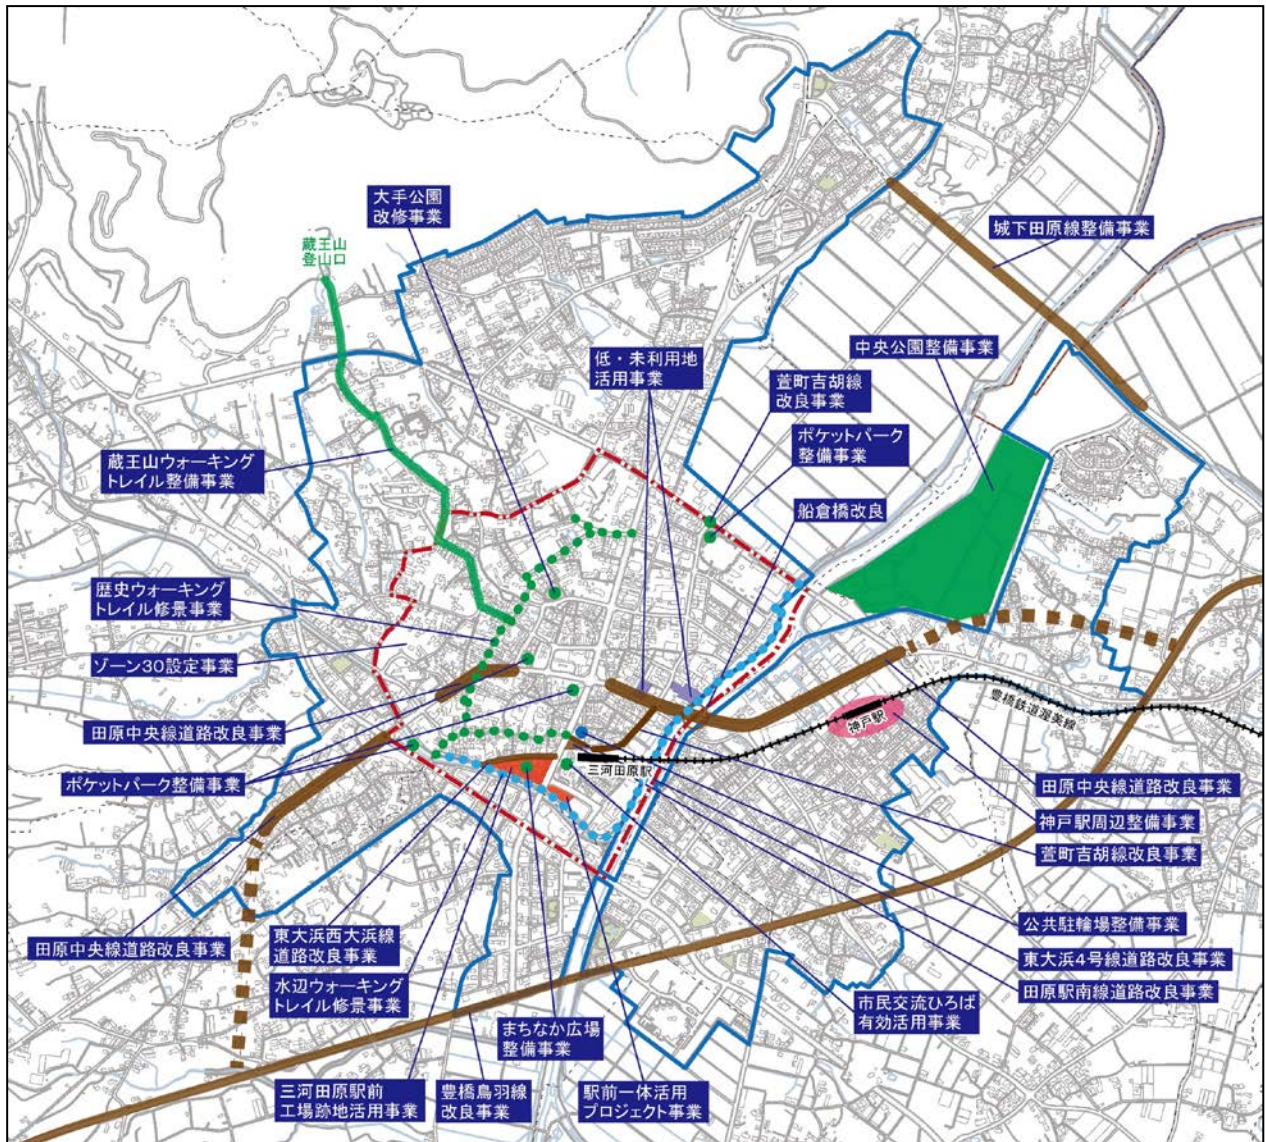 大手公園
改修事業
蔵王山
登山口
城下田原線整備事業
低・未利用地
活用事業
中央公園整備事業
萱町吉胡線
改良事業
ポケットパーク
整備事業
蔵王山ウォーキング
トレイル整備事業
船倉橋改良
歴史ウォーキング
トレイル修景事業
ゾーン30設定事業
田原中央線道路改良事業
ポケットパーク整備事業
豊橋鉄道渥美線
神戸駅
三河田原駅
田原中央線道路改良事業
神戸駅周辺整備事業
萱町吉胡線改良事業
公共駐輪場整備事業
東大浜4号線道路改良事業
田原駅南線道路改良事業
市民交流ひろば
有効活用事業
田原中央線道路改良事業
東大浜西大浜線
道路改良事業
水辺ウォーキング
トレイル修景事業
まちなか広場
整備事業
三河田原駅前
工場跡地活用事業
豊橋鳥羽線
改良事業
駅前一体活用
プロジェクト事業